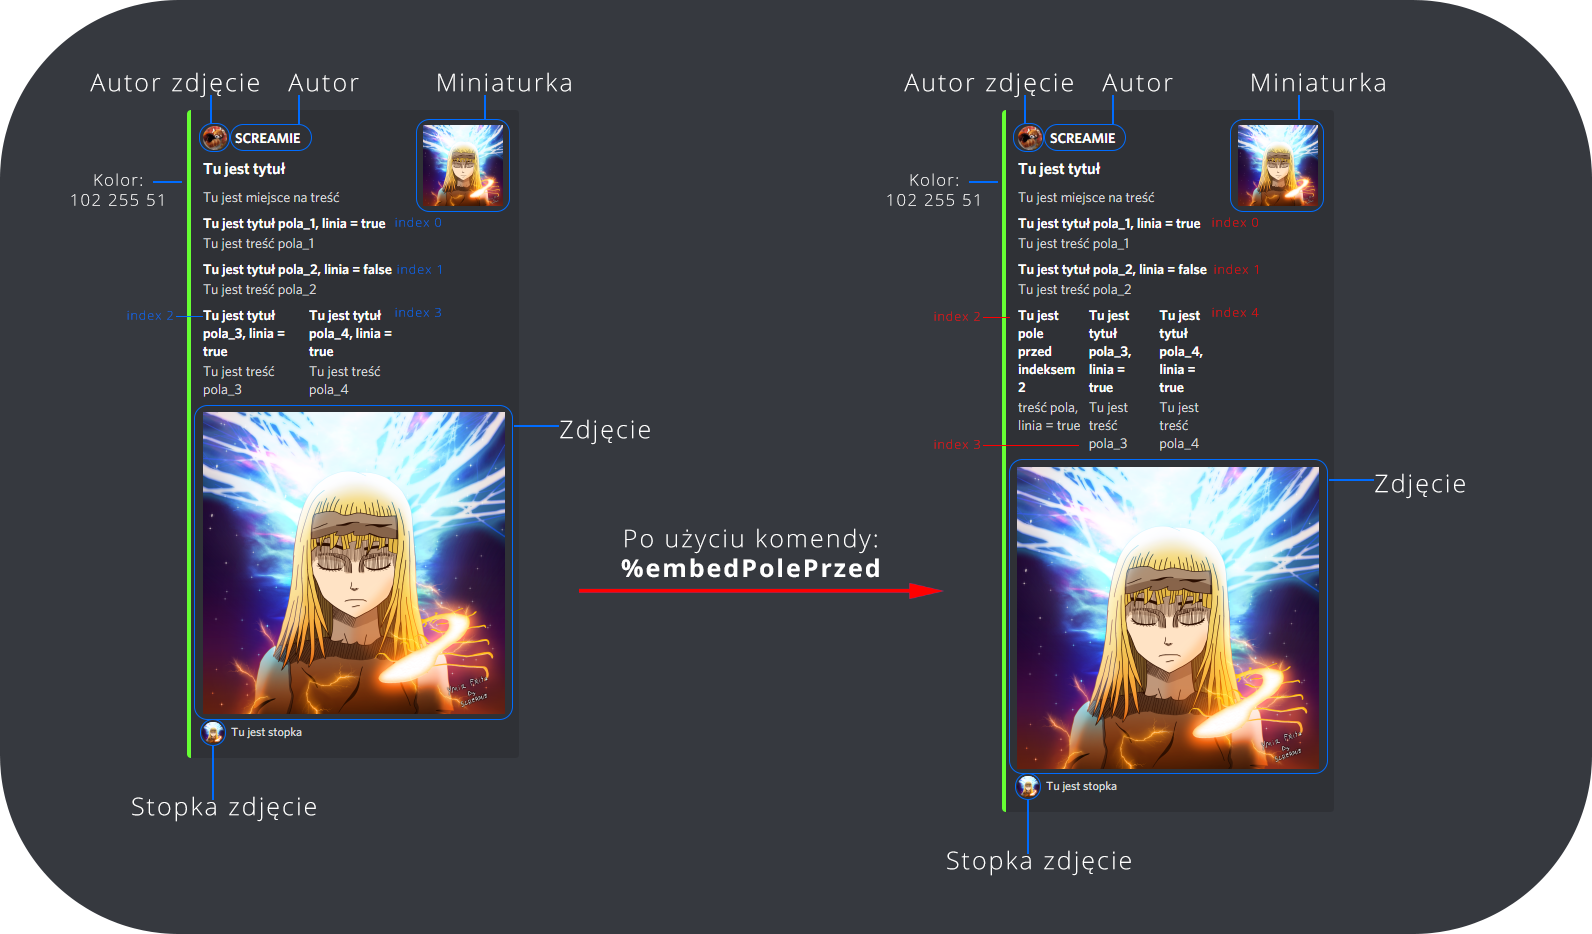 Autor zdjęcie Autor Miniaturka
SCREAMIE
Tu jest tytuł
Kolor:
102 255 51
Tu jest miejsce na treść
Tu jest tytuł pola_1, linia = true index 0
Tu jest treść pola_1
Tu jest tytuł pola_2, linia = false index 1
Tu jest treść pola_2
index 2
Tu jest tytuł
pola_3, linia =
true
Tu jest treść
pola_3
Tu jest tytuł
pola_4, linia =
true
Tu jest treść
pola_4
index 3
Zdjęcie
Tu jest stopka
Stopka zdjęcie
Po użyciu komendy:
%embedPolePrzed
Autor zdjęcie Autor Miniaturka
SCREAMIE
Tu jest tytuł
Kolor:
102 255 51
Tu jest miejsce na treść
Tu jest tytuł pola_1, linia = true index 0
Tu jest treść pola_1
Tu jest tytuł pola_2, linia = false index 1
Tu jest treść pola_2
index 2
Tu jest
pole
przed
indeksem
2
treść pola,
linia = true
index 3
Tu jest
tytuł
pola_3,
linia =
true
Tu jest
treść
pola_3
Tu jest
tytuł
pola_4,
linia =
true
Tu jest
treść
pola_4
index 4
Zdjęcie
Tu jest stopka
Stopka zdjęcie